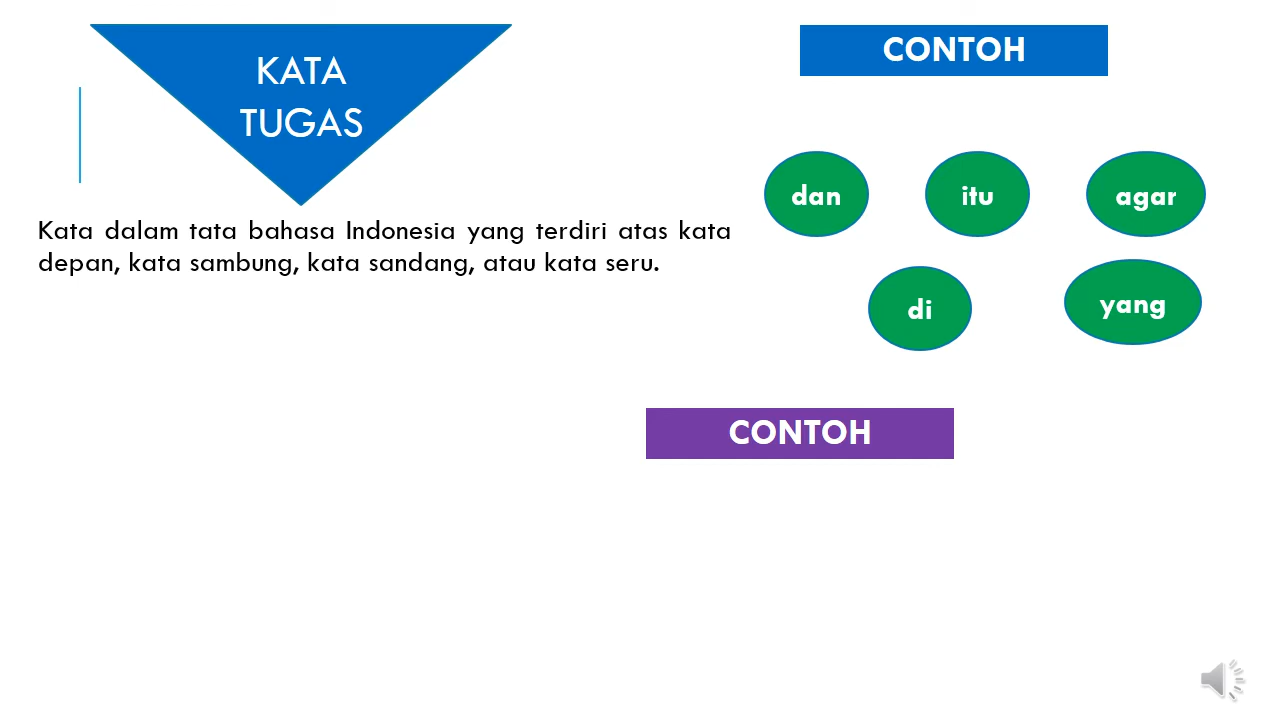 KATA
TUGAS
Kata dalam tata bahasa Indonesia yang terdiri atas kata
depan, kata sambung, kata sandang, atau kata seru.
CONTOH
dan
itu
agar
di
yang
CONTOH